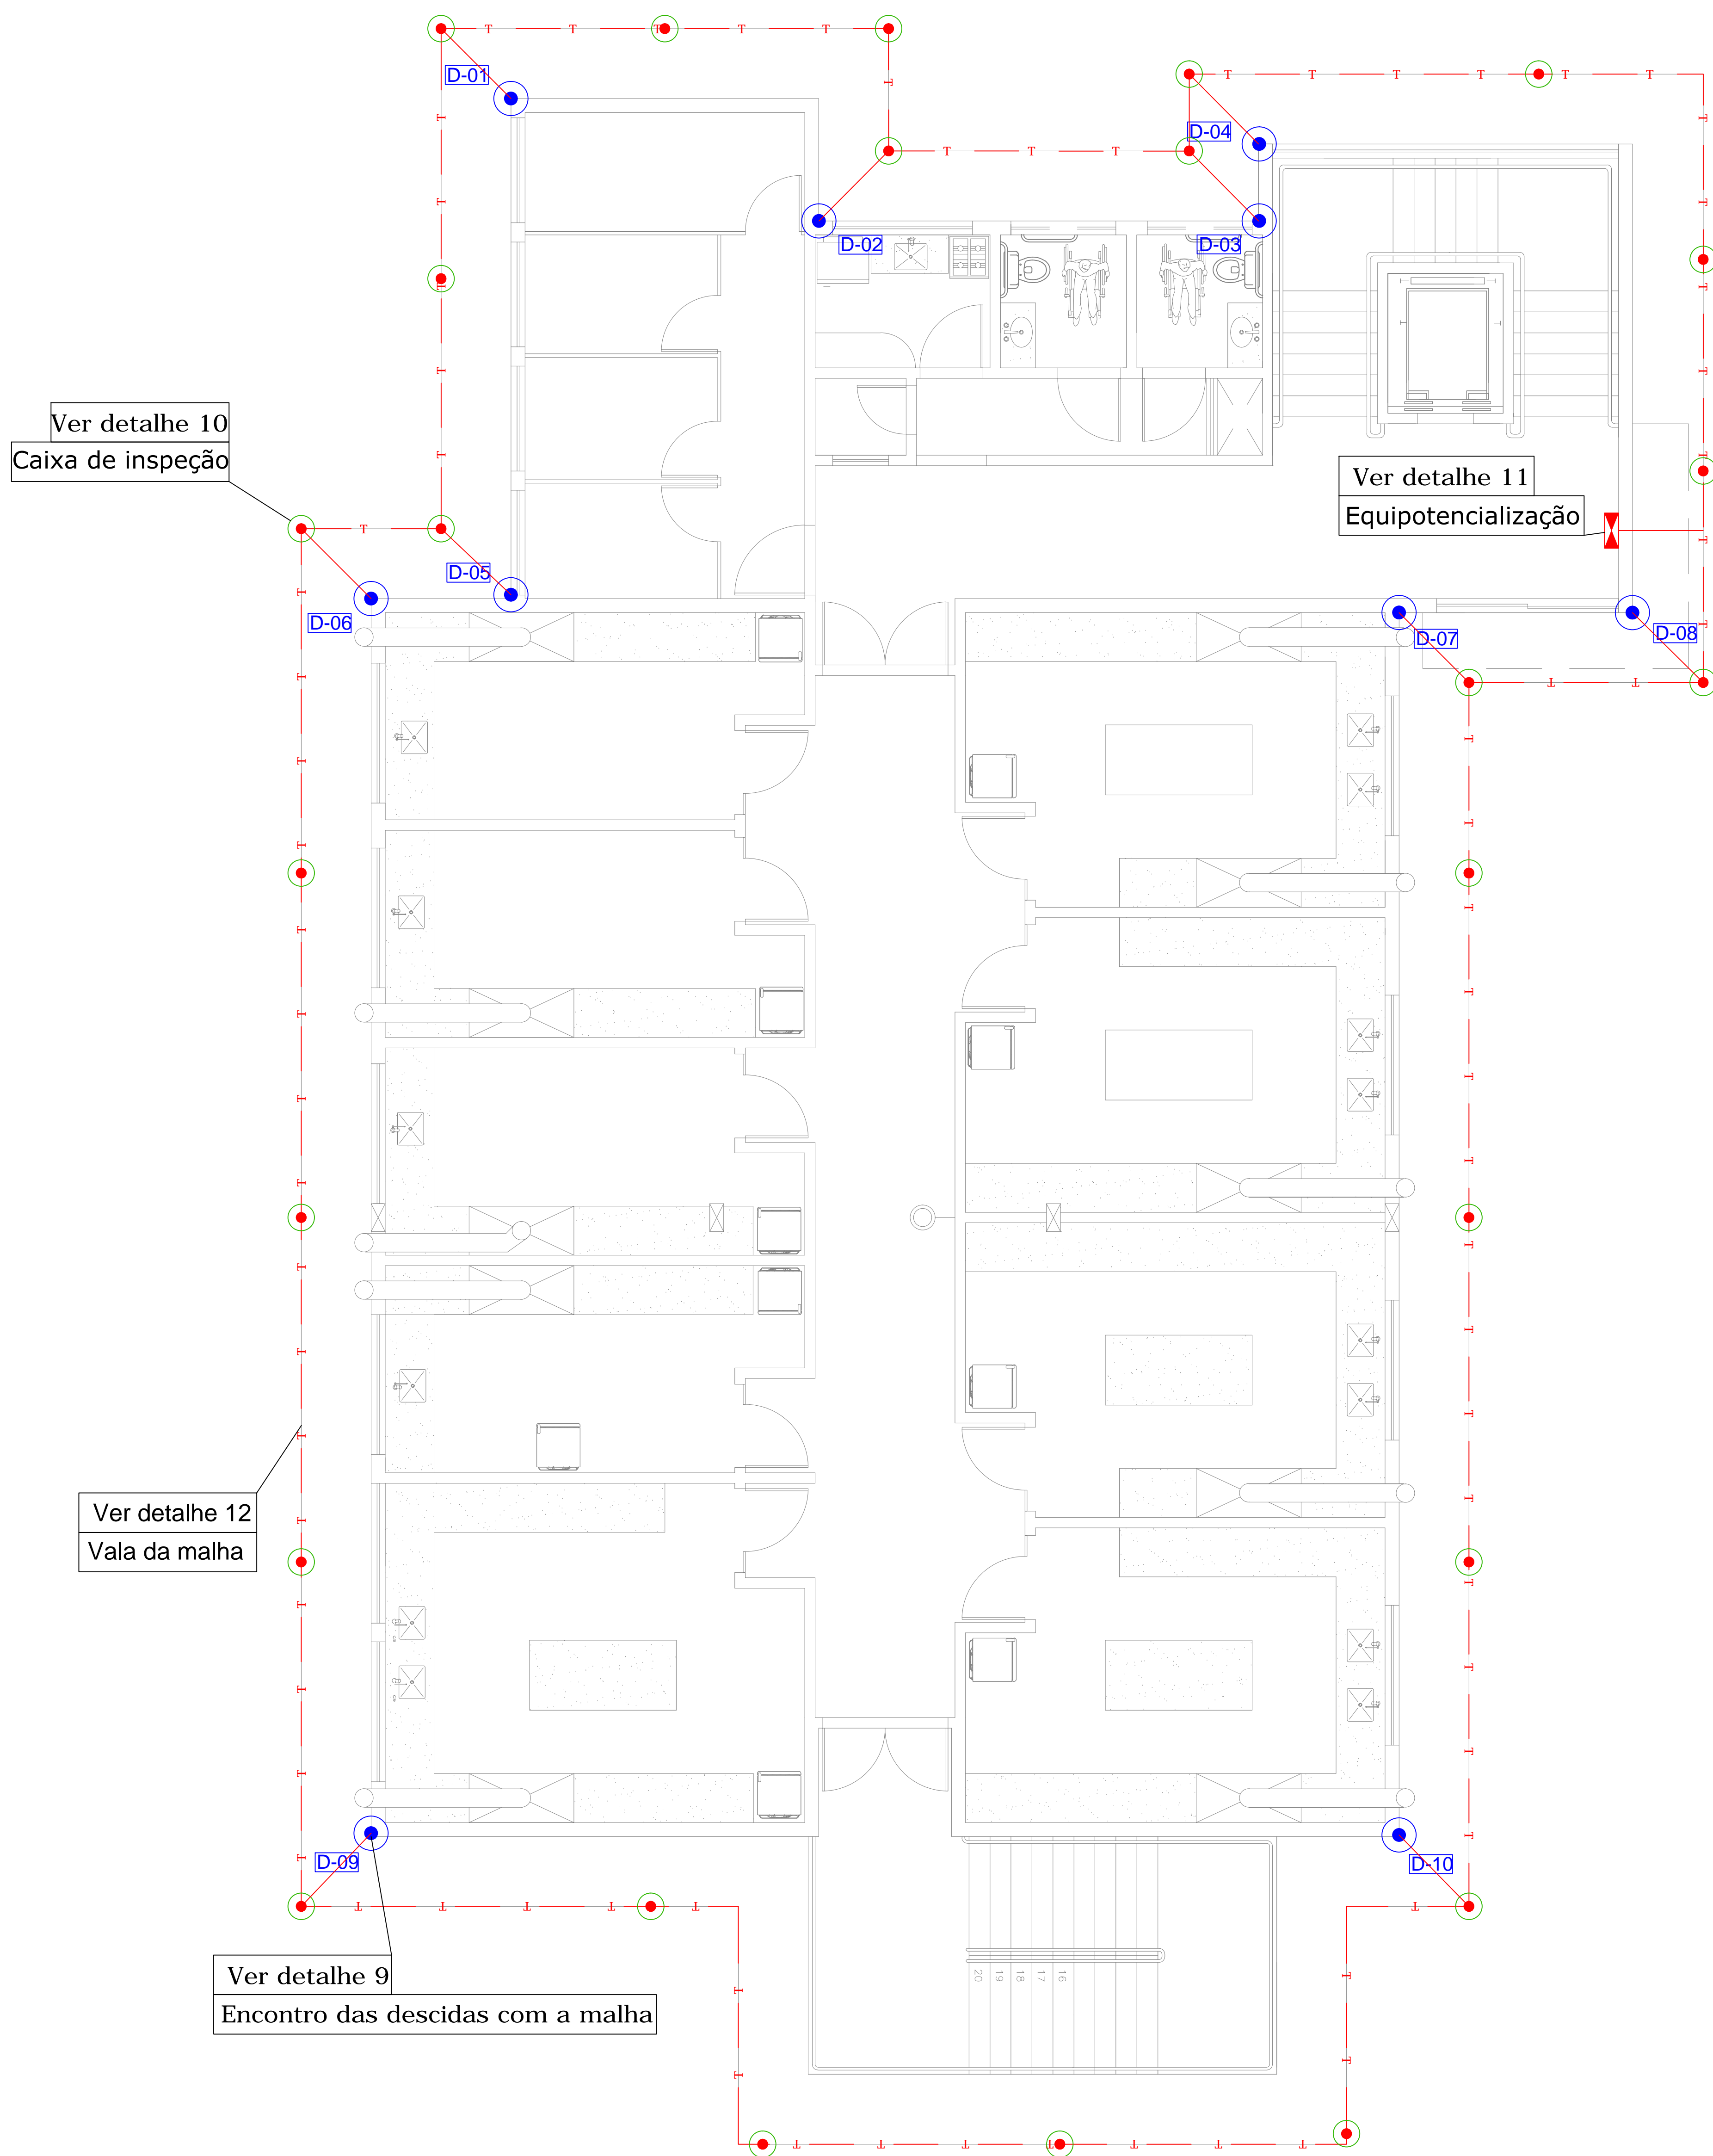 D-01
D-04
D-02
D-03
Ver detalhe 10
Caixa de inspeção
Ver detalhe 11
Equipotencialização
D-05
D-06
D-07
D-08
Ver detalhe 12
Vala da malha
D-09
D-10
Ver detalhe 9
Encontro das descidas com a malha
20
19
18
17
16